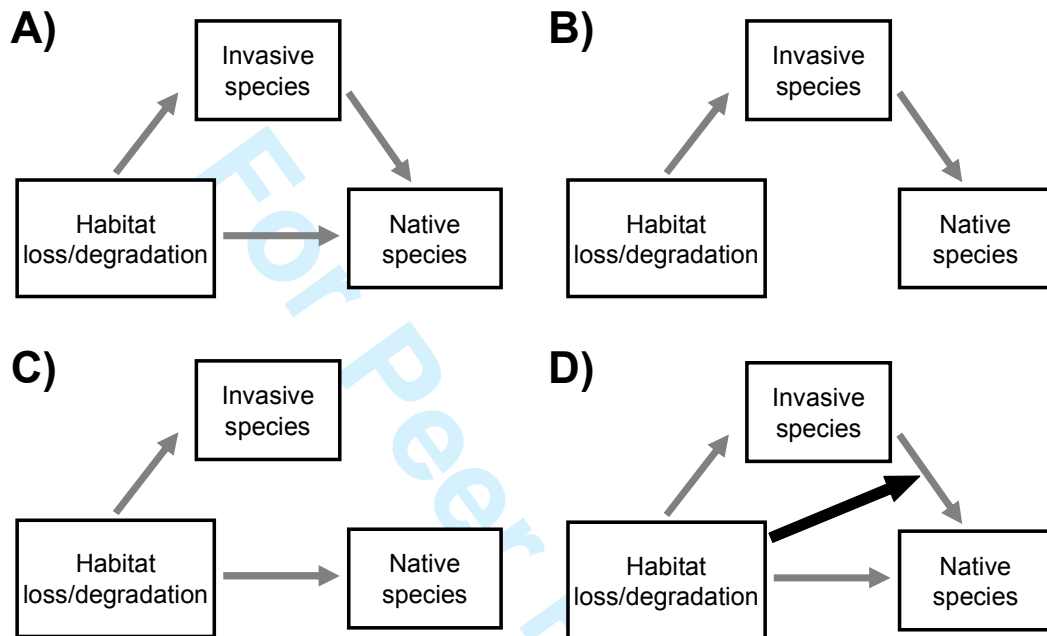 A)
Invasive
species
Habitat
loss/degradation
Native
species
B)
Invasive
species
Habitat
loss/degradation
Native
species
C)
Invasive
species
Habitat
loss/degradation
Native
species
D)
Invasive
species
Habitat
loss/degradation
Native
species
For Peer